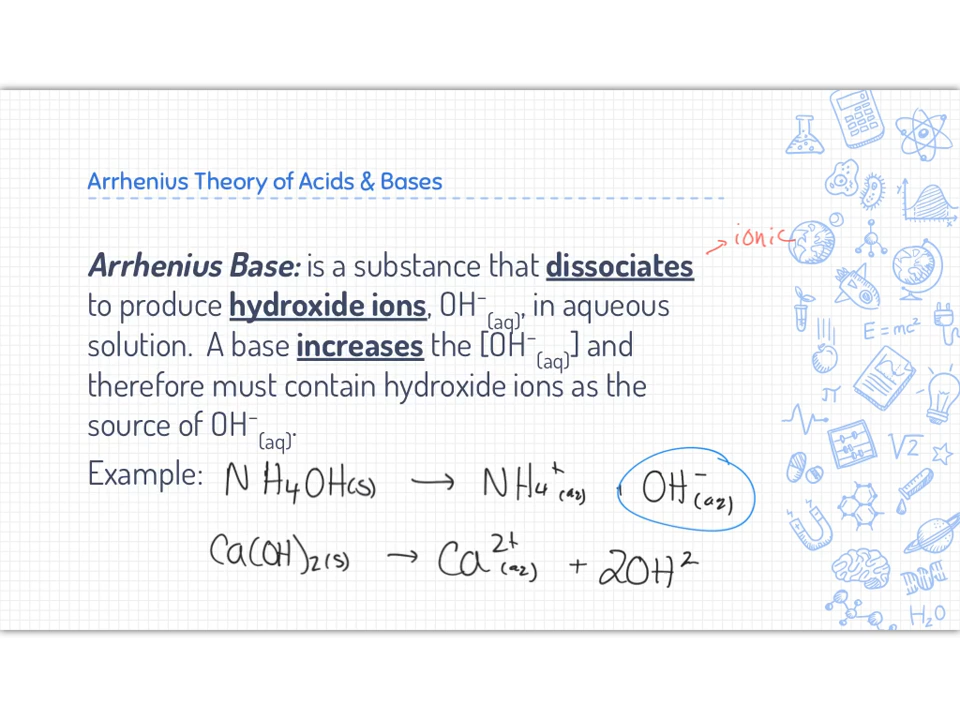 Arrhenius Theory of Acids & Bases
ionic
Arrhenius Base: is a substance that dissociates
to produce hydroxide ions, OH⁻(aq), in aqueous
solution. A base increases the [OH⁻(aq)] and
therefore must contain hydroxide ions as the
source of OH⁻(aq).
Example: NH₄OH(s) → NH₄⁺(aq) + OH⁻(aq)
Ca(OH)₂(s) → Ca²⁺(aq) + 2OH²
y
x
E=mc²
π
√2
H₂O